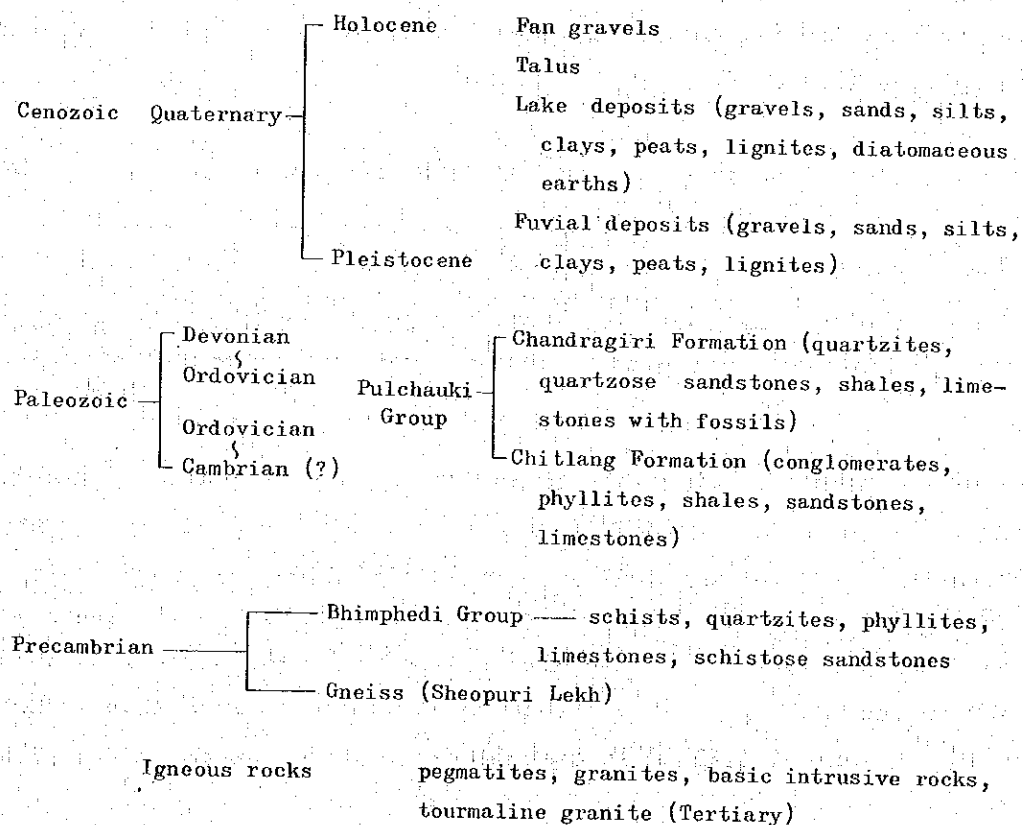 Holocene Fan gravels
Talus
Cenozoic Quaternary Lake deposits (gravels, sands, silts,
clays, peats, lignites, diatomaceous
earths)
Fuvial deposits (gravels, sands, silts,
Pleistocene clays, peats, lignites)
Devonian Chandragiri Formation (quartzites,
Ordovician quartzose sandstones, shales, lime-
Paleozoic Pulchauki stones with fossils)
Ordovician Group
Cambrian (?) Chitlang Formation (conglomerates,
phyllites, shales, sandstones,
limestones)
Bhimphedi Group — schists, quartzites, phyllites,
Precambrian limestones, schistose sandstones
Gneiss (Sheopuri Lekh)
Igneous rocks pegmatites, granites, basic intrusive rocks,
tourmaline granite (Tertiary)